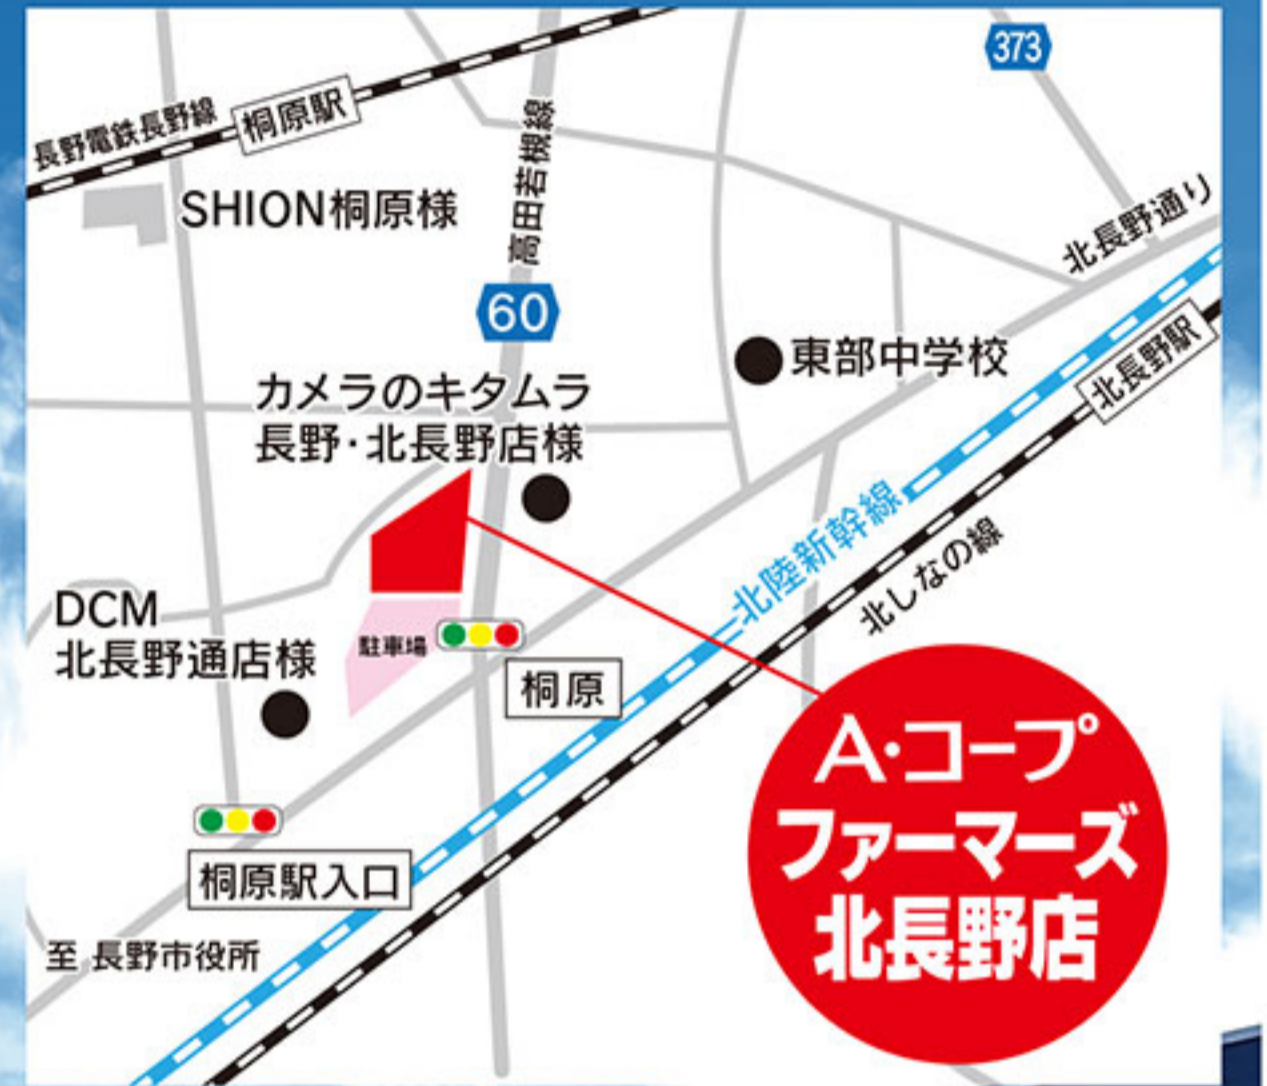 373
長野電鉄長野線
桐原駅
高田若槻線
SHION桐原様
北長野通り
60
東部中学校
北長野駅
カメラのキタムラ
長野・北長野店様
北陸新幹線
北しなの線
DCM
北長野通店様
駐車場
桐原
A・コープ
ファーマーズ
北長野店
桐原駅入口
至 長野市役所